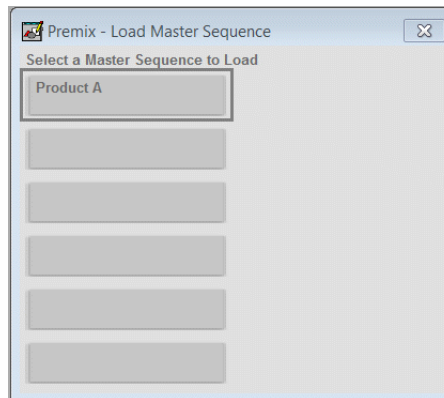 Premix - Load Master Sequence
Select a Master Sequence to Load
Product A